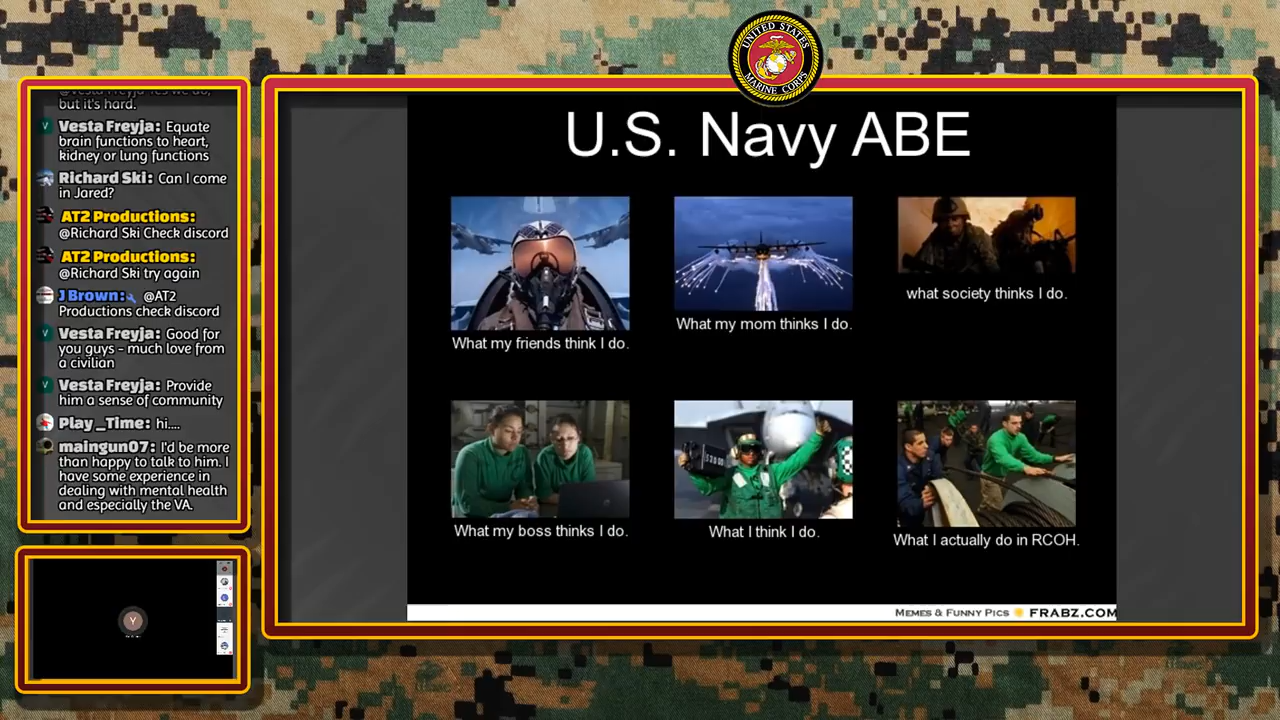 UNITED STATES
MARINE CORPS
@Vesta Freyja Yes we do,
but it's hard.
Vesta Freyja: Equate
brain functions to heart,
kidney or lung functions
Richard Ski: Can I come
in Jared?
AT2 Productions:
@Richard Ski Check discord
AT2 Productions:
@Richard Ski try again
J Brown: @AT2
Productions check discord
Vesta Freyja: Good for
you guys - much love from
a civilian
Vesta Freyja: Provide
him a sense of community
Play_Time: hi....
maingun07: I'd be more
than happy to talk to him. I
have some experience in
dealing with mental health
and especially the VA.
Y
U.S. Navy ABE
What my friends think I do.
What my mom thinks I do.
what society thinks I do.
What my boss thinks I do.
What I think I do.
What I actually do in RCOH.
MEMES & FUNNY PICS FRABZ.COM